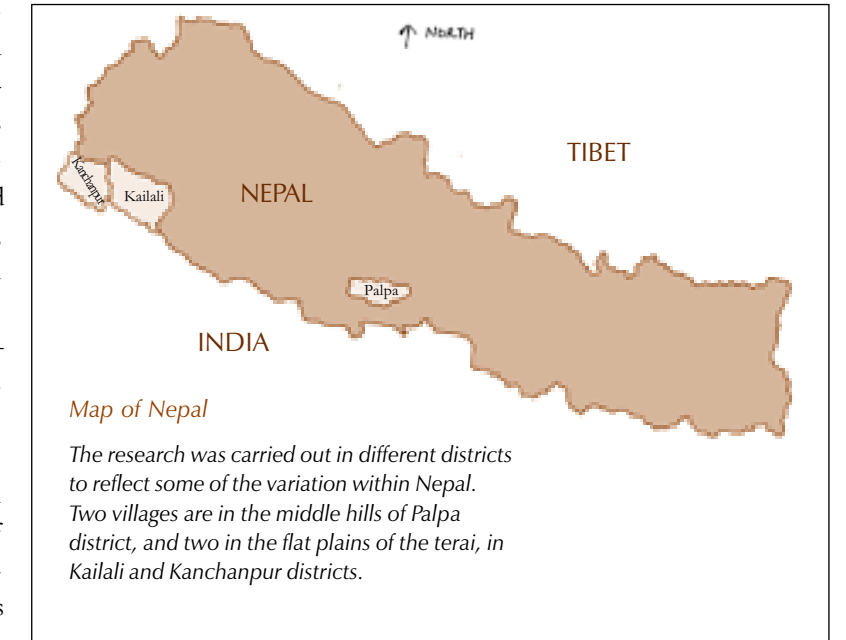 ↑ NORTH
TIBET
Kanchanpur
Kailali
NEPAL
Palpa
INDIA
Map of Nepal
The research was carried out in different districts
to reflect some of the variation within Nepal.
Two villages are in the middle hills of Palpa
district, and two in the flat plains of the terai, in
Kailali and Kanchanpur districts.